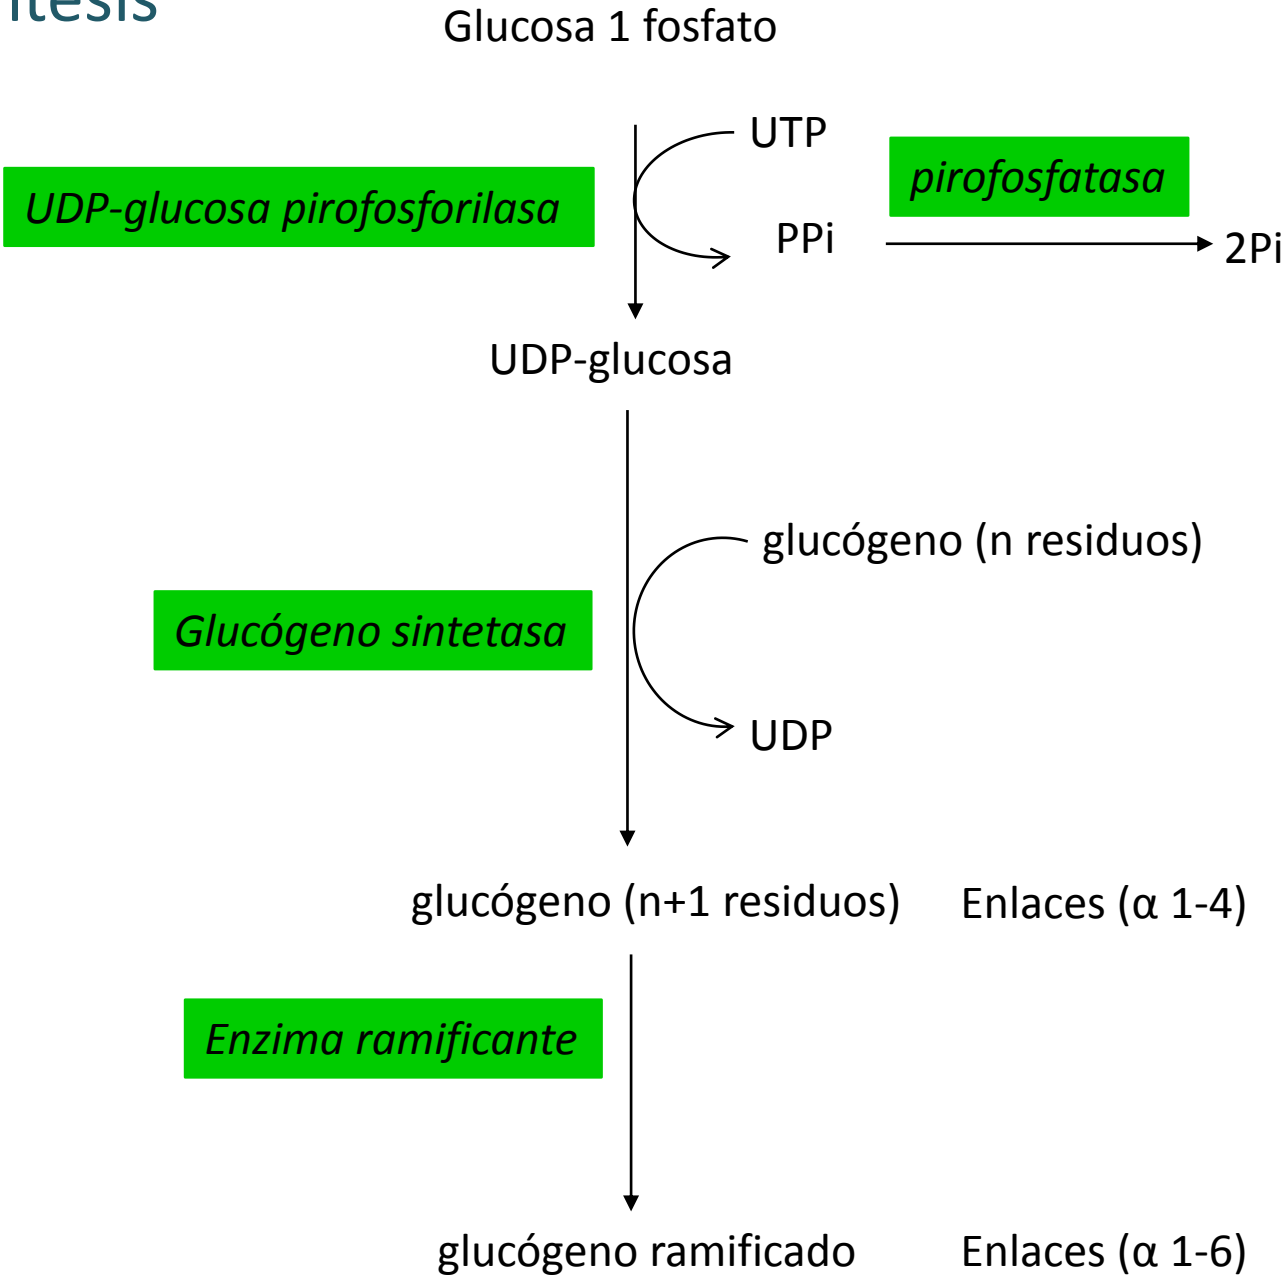 ntesis
Glucosa 1 fosfato
UTP
pirofosfatasa
UDP-glucosa pirofosforilasa
PPi
2Pi
UDP-glucosa
glucógeno (n residuos)
Glucógeno sintetasa
UDP
glucógeno (n+1 residuos)
Enlaces (α 1-4)
Enzima ramificante
glucógeno ramificado
Enlaces (α 1-6)